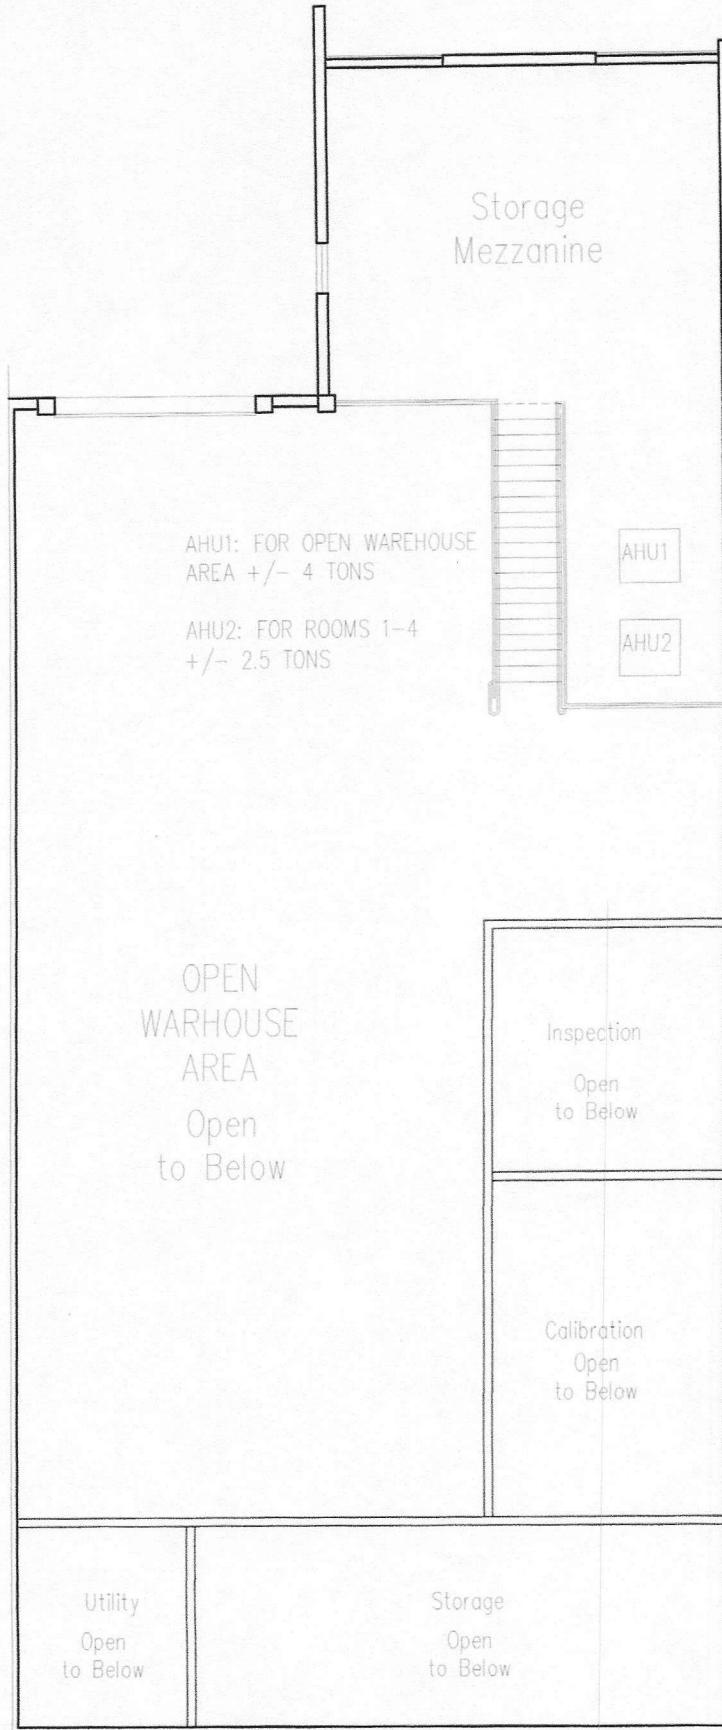 Storage
Mezzanine
AHU1: FOR OPEN WAREHOUSE
AREA +/- 4 TONS
AHU2: FOR ROOMS 1-4
+/- 2.5 TONS
AHU1
AHU2
OPEN
WARHOUSE
AREA
Open
to Below
Inspection
Open
to Below
Calibration
Open
to Below
Utility
Open
to Below
Storage
Open
to Below